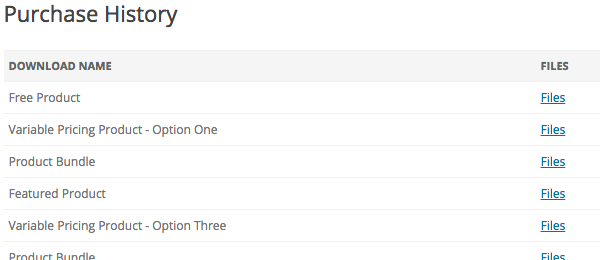 Purchase History
DOWNLOAD NAME FILES
Free Product Files
Variable Pricing Product - Option One Files
Product Bundle Files
Featured Product Files
Variable Pricing Product - Option Three Files
Product Bundle Files